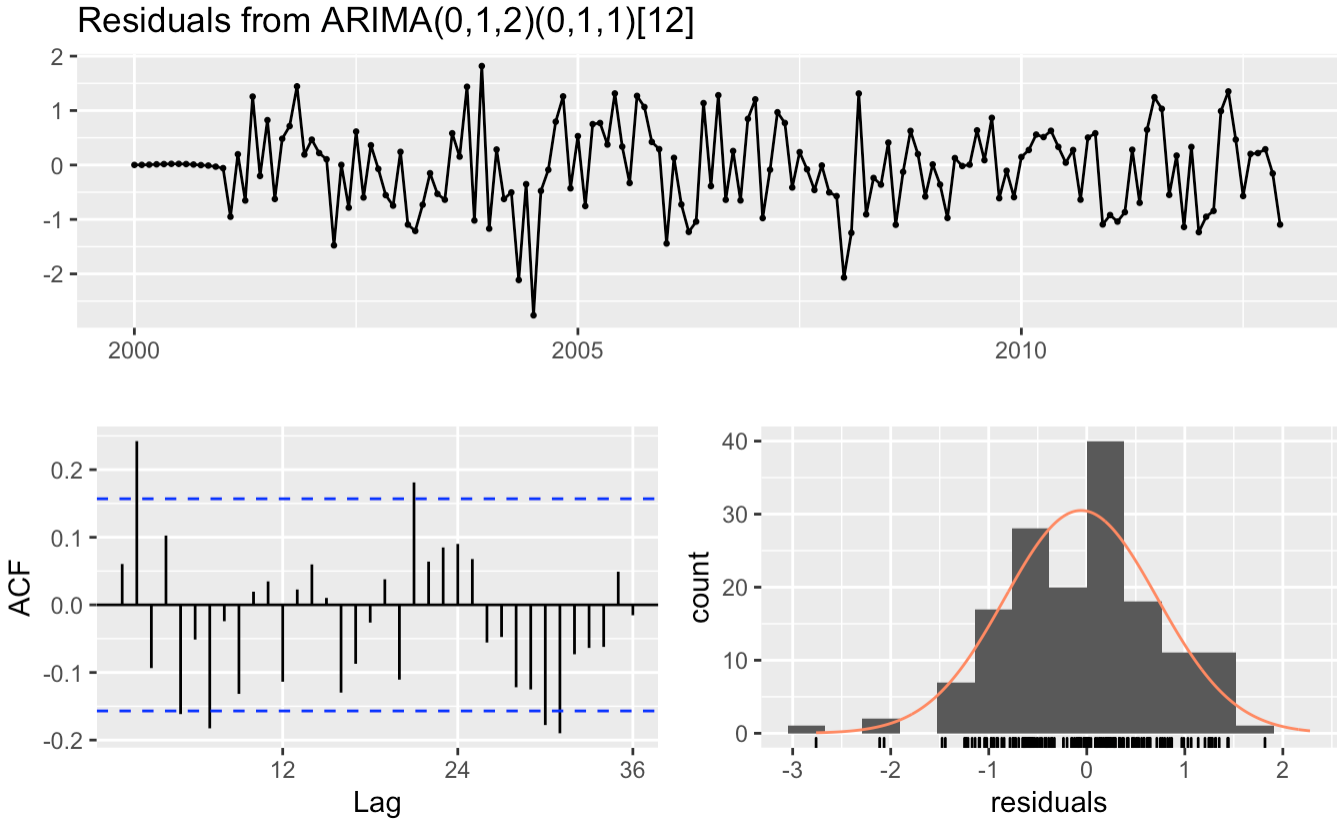 Residuals from ARIMA(0,1,2)(0,1,1)[12]
2
1
0
-1
-2
2000 2005 2010
0.2
0.1
0.0
-0.1
-0.2
ACF
12 24 36
Lag
40
30
20
10
0
count
-3 -2 -1 0 1 2
residuals